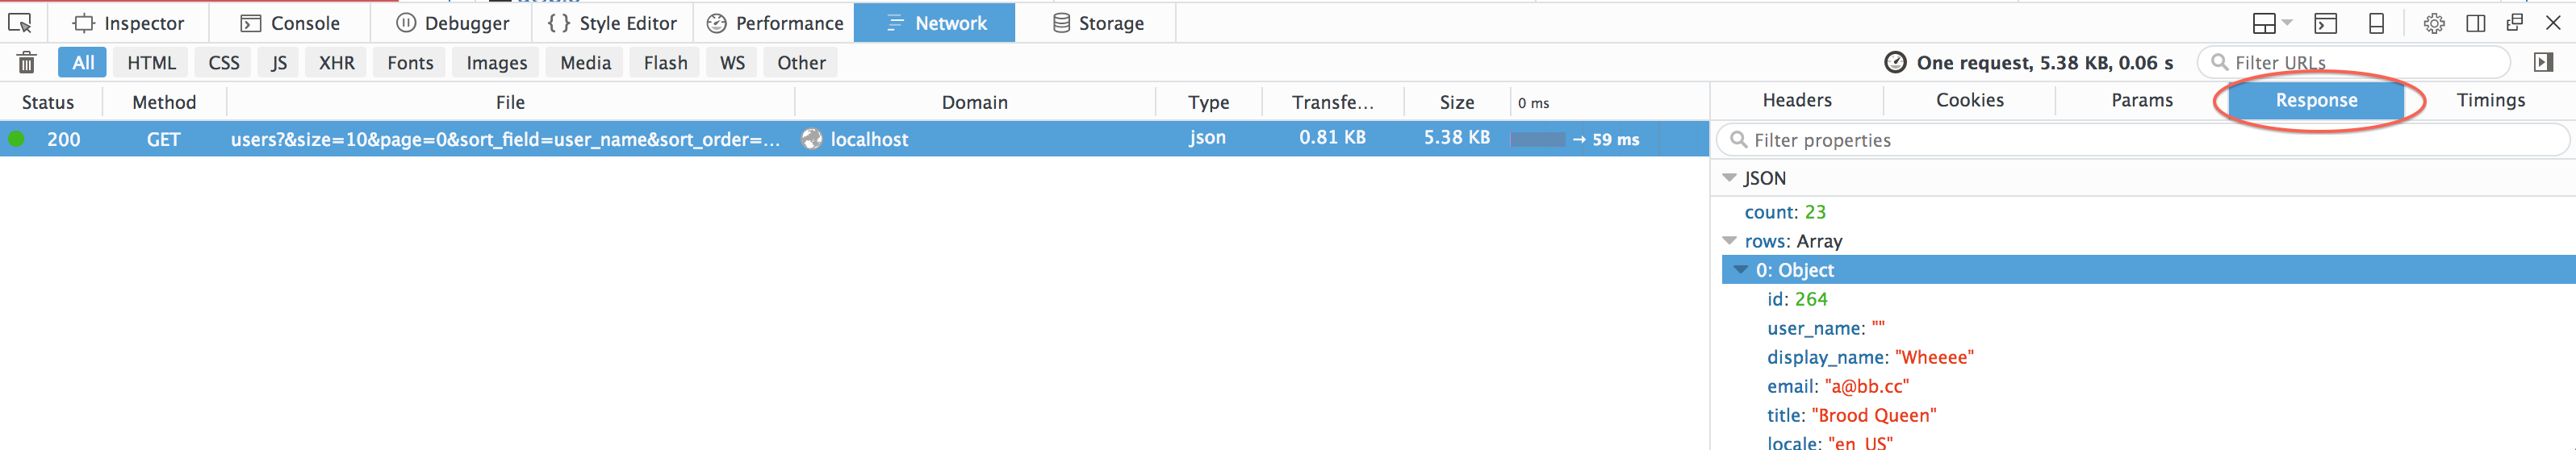 Inspector Console Debugger { } Style Editor Performance Network Storage
All HTML CSS JS XHR Fonts Images Media Flash WS Other One request, 5.38 KB, 0.06 s Filter URLs
Status Method File Domain Type Transfe... Size 0 ms Headers Cookies Params Response Timings
200 GET users?&size=10&page=0&sort_field=user_name&sort_order=... localhost json 0.81 KB 5.38 KB → 59 ms
Filter properties
JSON
count: 23
rows: Array
0: Object
id: 264
user_name: ""
display_name: "Wheeee"
email: "a@bb.cc"
title: "Brood Queen"
locale: "en_US"